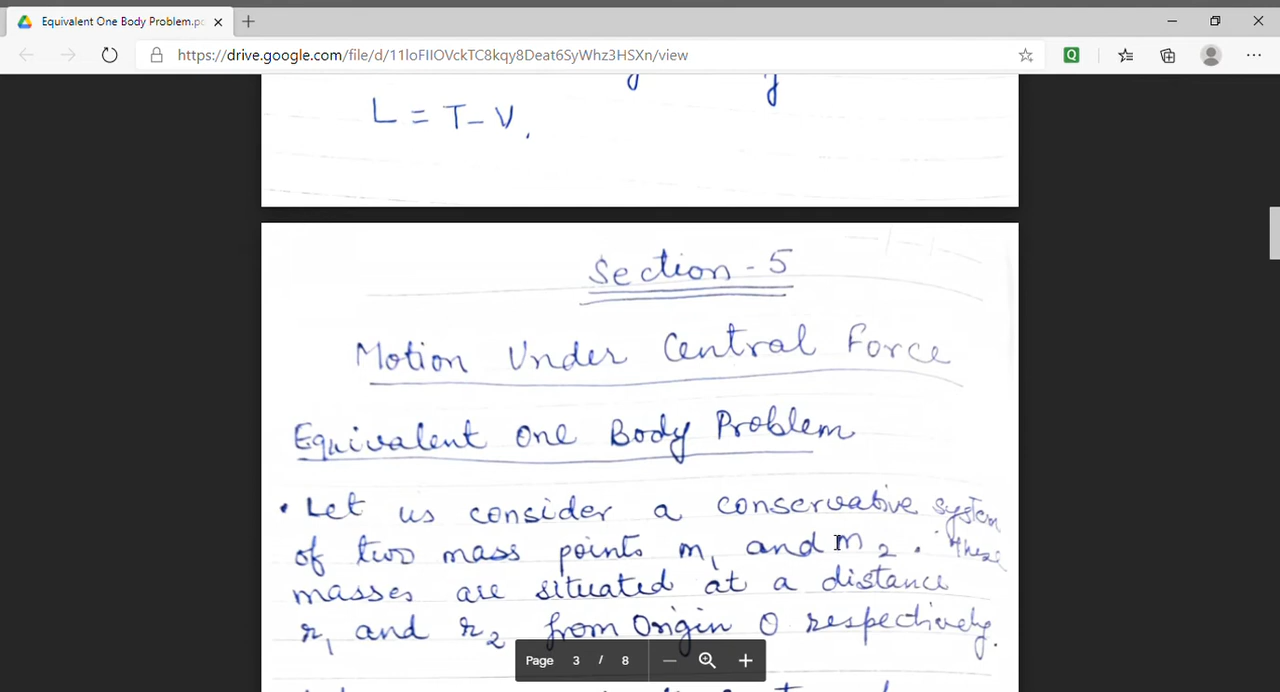 Equivalent One Body Problem.pd
https://drive.google.com/file/d/11loFIIOVckTC8kqy8Deat6SyWhz3HSXn/view
L = T - V,
Section - 5
Motion Under Central Force
Equivalent One Body Problem
• Let us consider a conservative system
of two mass points m₁ and m₂. these
masses are situated at a distance
r₁ and r₂ from Origin O respectively.
Page 3 / 8